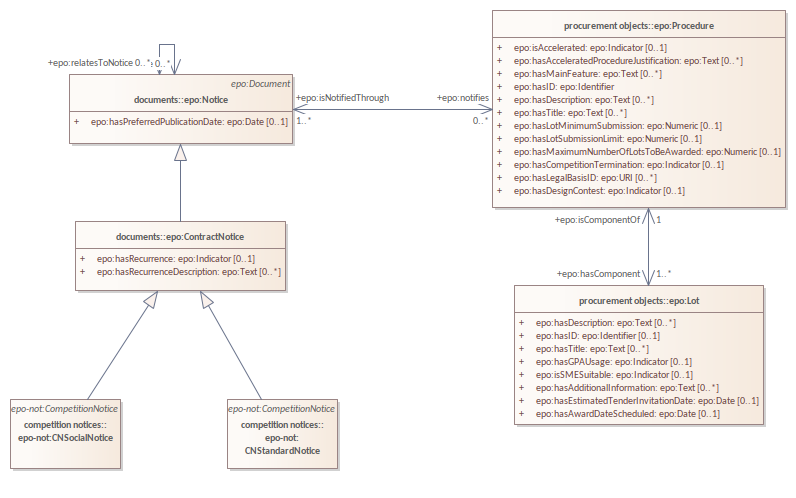 procurement objects::epo:Procedure
+ epo:isAccelerated: epo:Indicator [0..1]
+ epo:hasAcceleratedProcedureJustification: epo:Text [0..*]
+ epo:hasMainFeature: epo:Text [0..*]
+ epo:hasID: epo:Identifier
+ epo:hasDescription: epo:Text [0..*]
+ epo:hasTitle: epo:Text [0..*]
+ epo:hasLotMinimumSubmission: epo:Numeric [0..1]
+ epo:hasLotSubmissionLimit: epo:Numeric [0..1]
+ epo:hasMaximumNumberOfLotsToBeAwarded: epo:Numeric [0..1]
+ epo:hasCompetitionTermination: epo:Indicator [0..1]
+ epo:hasLegalBasisID: epo:URI [0..*]
+ epo:hasDesignContest: epo:Indicator [0..1]
+epo:relatesToNotice 0..* 0..*
epo:Document
documents::epo:Notice
+ epo:hasPreferredPublicationDate: epo:Date [0..1]
+epo:isNotifiedThrough
1..*
+epo:notifies
0..*
documents::epo:ContractNotice
+ epo:hasRecurrence: epo:Indicator [0..1]
+ epo:hasRecurrenceDescription: epo:Text [0..*]
+epo:isComponentOf 1
+epo:hasComponent 1..*
procurement objects::epo:Lot
+ epo:hasDescription: epo:Text [0..*]
+ epo:hasID: epo:Identifier [0..1]
+ epo:hasTitle: epo:Text [0..*]
+ epo:hasGPAUsage: epo:Indicator [0..1]
+ epo:isSMESuitable: epo:Indicator [0..1]
+ epo:hasAdditionalInformation: epo:Text [0..*]
+ epo:hasEstimatedTenderInvitationDate: epo:Date [0..1]
+ epo:hasAwardDateScheduled: epo:Date [0..1]
epo-not:CompetitionNotice
competition notices::
epo-not:CNSocialNotice
epo-not:CompetitionNotice
competition notices::
epo-not:
CNStandardNotice